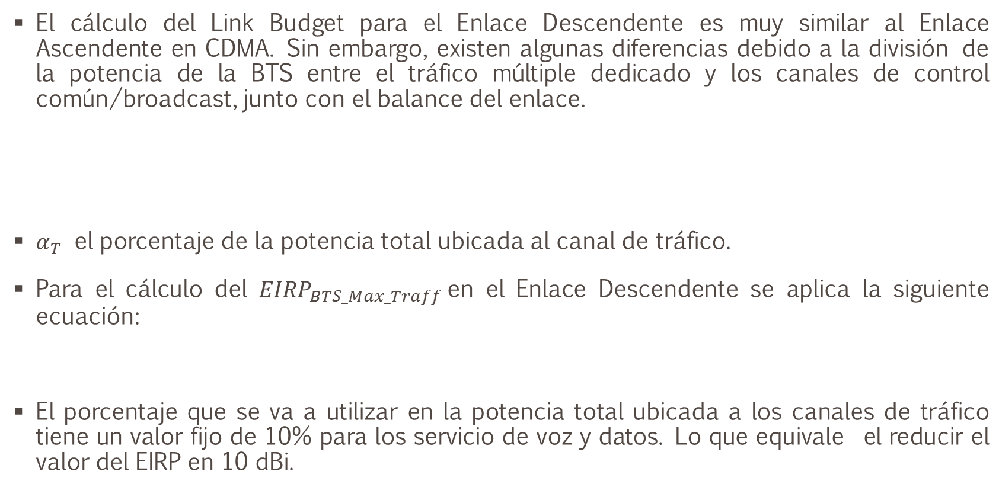 ▪ El cálculo del Link Budget para el Enlace Descendente es muy similar al Enlace
Ascendente en CDMA. Sin embargo, existen algunas diferencias debido a la división de
la potencia de la BTS entre el tráfico múltiple dedicado y los canales de control
común/broadcast, junto con el balance del enlace.
▪ α_T el porcentaje de la potencia total ubicada al canal de tráfico.
▪ Para el cálculo del EIRP_{BTS_Max_Traff} en el Enlace Descendente se aplica la siguiente
ecuación:
▪ El porcentaje que se va a utilizar en la potencia total ubicada a los canales de tráfico
tiene un valor fijo de 10% para los servicio de voz y datos. Lo que equivale el reducir el
valor del EIRP en 10 dBi.